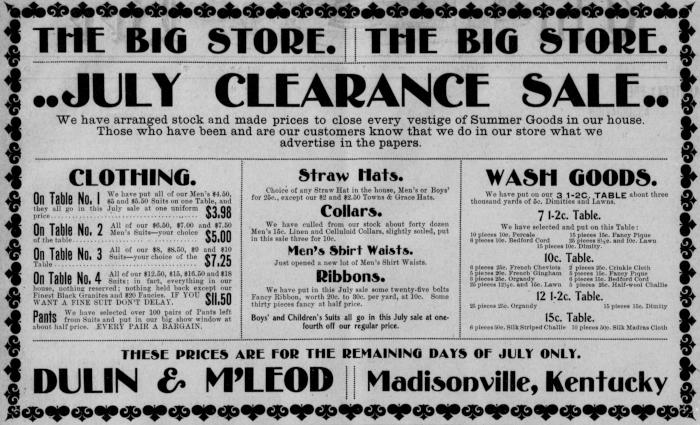 THE BIG STORE. THE BIG STORE.
..JULY CLEARANCE SALE..
We have arranged stock and made prices to close every vestige of Summer Goods in our house.
Those who have been and are our customers know that we do in our store what we
advertise in the papers.
CLOTHING.
On Table No. 1 We have put all of our Men's $4.50,
$5 and $5.50 Suits on one Table, and
they all go in this July sale at one uniform
price $3.98
On Table No. 2 All of our $6.50, $7.00 and $7.50
Men's Suits—your choice
of the table. $5.00
On Table No. 3 All of our $8, $8.50, $9 and $10
Suits—your choice of the
Table $7.25
On Table No. 4 All of our $12.50, $15, $16.50 and $18
Suits; in fact, everything in our
house, nothing reserved; nothing held back except our
Finest Black Granites and $20 Fancies. IF YOU
WANT A FINE SUIT DON'T DELAY. $11.50
Pants We have selected over 100 pairs of Pants left
from Suits and put in our big show window at
about half price. EVERY PAIR A BARGAIN.
Straw Hats.
Choice of any Straw Hat in the house, Men's or Boys'
for 25c., except our $2 and $2.50 Towns & Grace Hats.
Collars.
We have culled from our stock about forty dozen
Men's 15c. Linen and Celluloid Collars, slightly soiled, put
in this sale three for 10c.
Men's Shirt Waists.
Just opened a new lot of Men's Shirt Waists.
Ribbons.
We have put in this July sale some twenty-five bolts
Fancy Ribbon, worth 20c. to 30c. per yard, at 10c. Some
thirty pieces fancy at half price.
Boys' and Children's Suits all go in this July sale at one-
fourth off our regular price.
WASH GOODS.
We have put on our 3 1-2C. TABLE about three
thousand yards of 5c. Dimities and Lawns.
7 1-2c. Table.
We have selected and put on this Table:
10 pieces 10c. Percale 15 pieces 15c. Fancy Pique
6 pieces 10c. Bedford Cord 25 pieces 8⅓c. and 10c. Lawn
15 pieces 10c. Dimity.
10c. Table.
6 pieces 25c. French Cheviots 2 pieces 20c. Crinkle Cloth
5 pieces 20c. French Gingham 5 pieces 15c. Fancy Pique
5 pieces 25c. Organdy 5 pieces 20c. Bedford Cord
25 pieces 12½c. and 15c. Lawn 5 pieces 25c. Half-wool Challie
12 1-2c. Table.
25 pieces 25c. Organdy 15 pieces 15c. Dimity
15c. Table.
6 pieces 50c. Silk Striped Challie 10 pieces 50c. Silk Madras Cloth
THESE PRICES ARE FOR THE REMAINING DAYS OF JULY ONLY.
DULIN & M'LEOD Madisonville, Kentucky